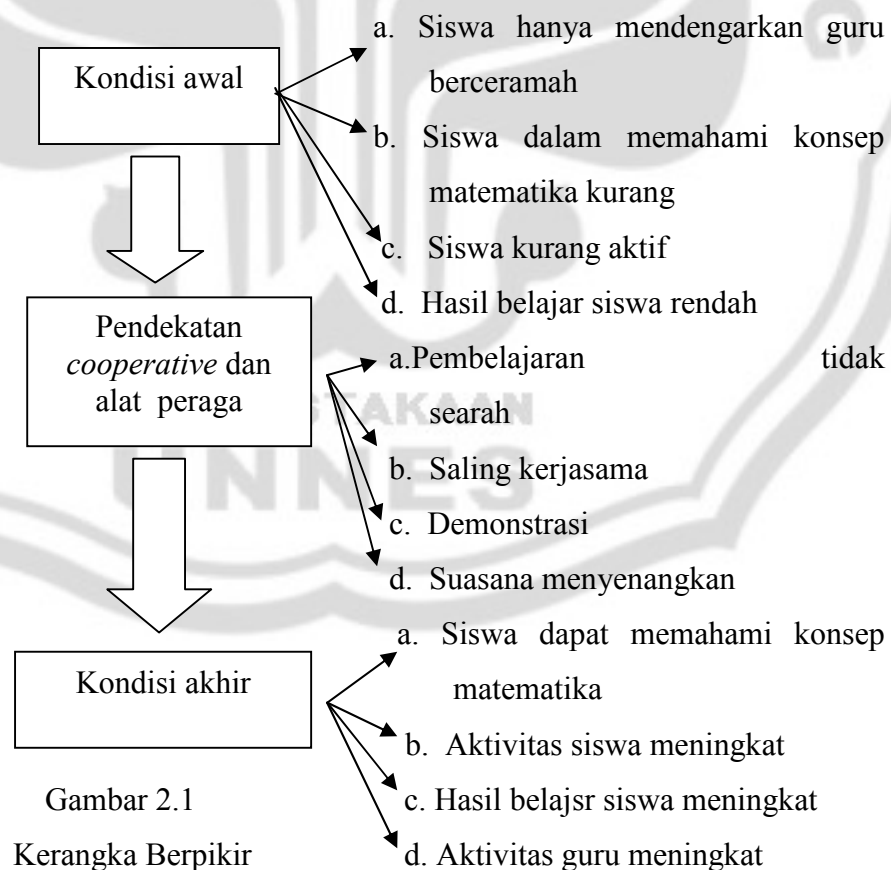 Kondisi awal
a. Siswa hanya mendengarkan guru
berceramah
b. Siswa dalam memahami konsep
matematika kurang
c. Siswa kurang aktif
d. Hasil belajar siswa rendah
Pendekatan
cooperative dan
alat peraga
a.Pembelajaran tidak
searah
b. Saling kerjasama
c. Demonstrasi
d. Suasana menyenangkan
UNNES
Kondisi akhir
a. Siswa dapat memahami konsep
matematika
b. Aktivitas siswa meningkat
c. Hasil belajsr siswa meningkat
d. Aktivitas guru meningkat
Gambar 2.1
Kerangka Berpikir